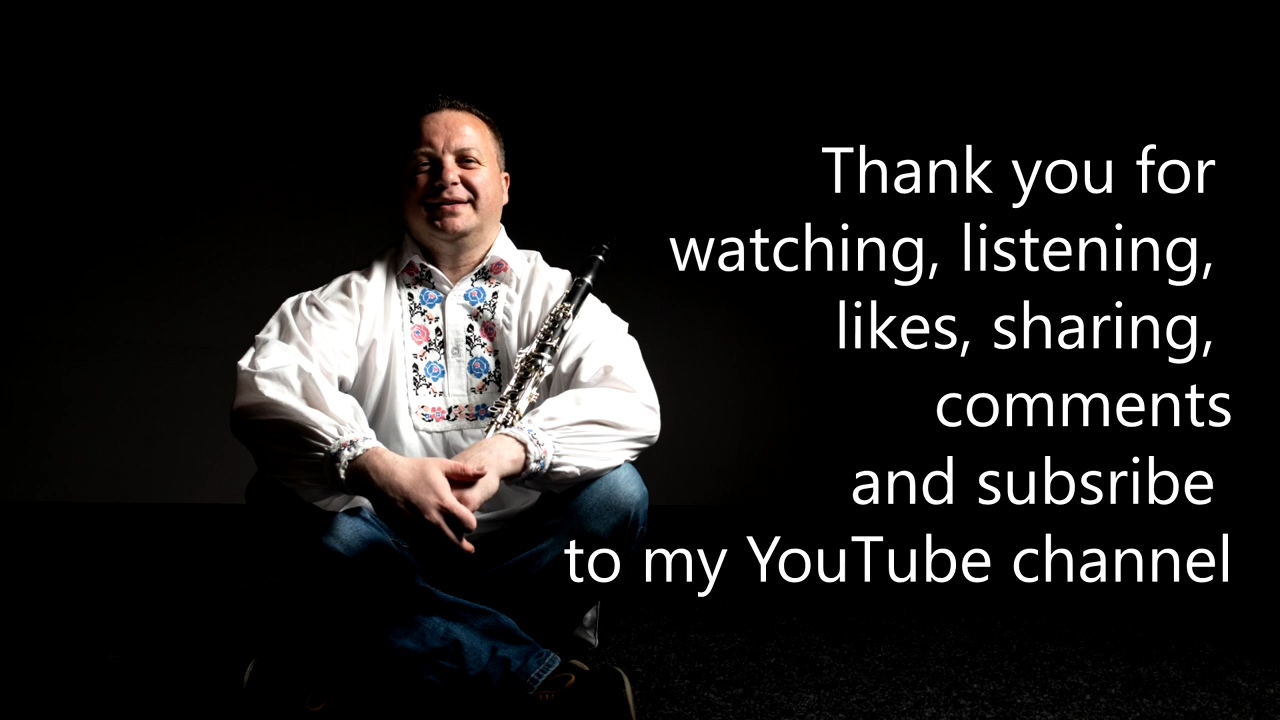 Thank you for
watching, listening,
likes, sharing,
comments
and subsribe
to my YouTube channel